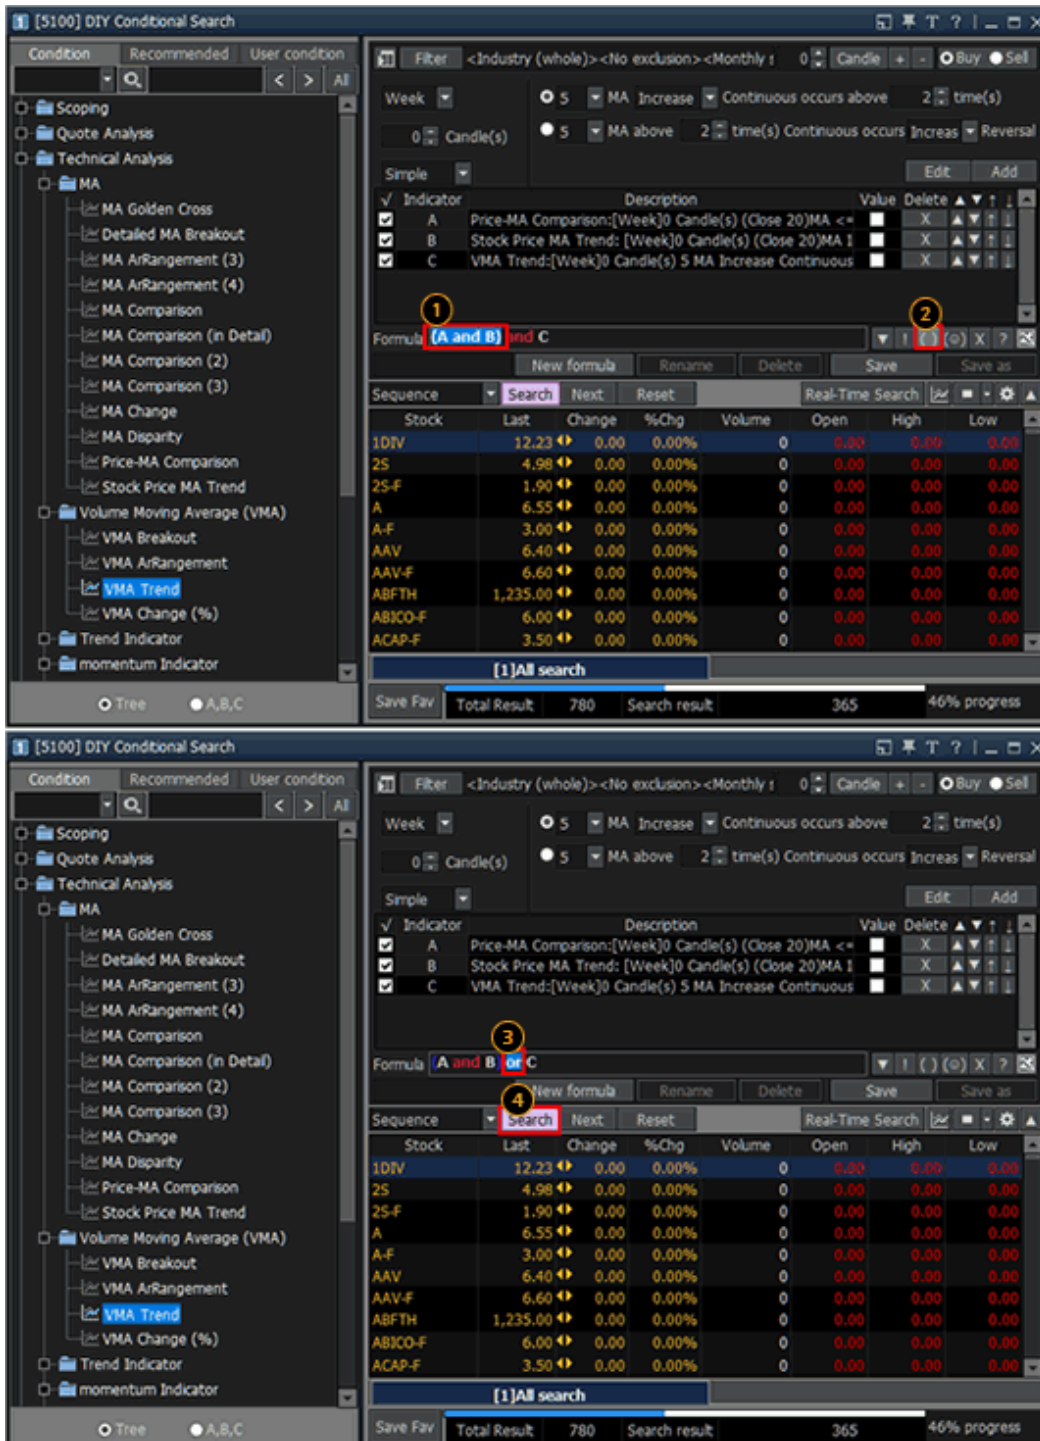 1 [5100] DIY Conditional Search T ?
Condition Recommended User condition
< > All
Scoping
Quote Analysis
Technical Analysis
MA
MA Golden Cross
Detailed MA Breakout
MA ArRangement (3)
MA ArRangement (4)
MA Comparison
MA Comparison (in Detail)
MA Comparison (2)
MA Comparison (3)
MA Change
MA Disparity
Price-MA Comparison
Stock Price MA Trend
Volume Moving Average (VMA)
VMA Breakout
VMA ArRangement
VMA Trend
VMA Change (%)
Trend Indicator
momentum Indicator
Tree A,B,C
Filter <Industry (whole)><No exclusion><Monthly 0 Candle + - Buy Sell
Week 5 MA Increase Continuous occurs above 2 time(s)
0 Candle(s) 5 MA above 2 time(s) Continuous occurs Increas Reversal
Simple Edit Add
√ Indicator Description Value Delete ▲ ▼ ↑ ↓
A Price-MA Comparison:[Week]0 Candle(s) (Close 20)MA <= X ▲ ▼ ↑ ↓
B Stock Price MA Trend: [Week]0 Candle(s) (Close 20)MA X ▲ ▼ ↑ ↓
C VMA Trend:[Week]0 Candle(s) 5 MA Increase Continuous X ▲ ▼ ↑ ↓
1 2
Formula (A and B) and C ▼ ! ( ) (☺) X ?
New formula Rename Delete Save Save as
Sequence Search Next Reset Real-Time Search
Stock Last Change %Chg Volume Open High Low
1DIV 12.23 0.00 0.00% 0 0.00 0.00 0.00
2S 4.98 0.00 0.00% 0 0.00 0.00 0.00
2S-F 1.90 0.00 0.00% 0 0.00 0.00 0.00
A 6.55 0.00 0.00% 0 0.00 0.00 0.00
A-F 3.00 0.00 0.00% 0 0.00 0.00 0.00
AAV 6.40 0.00 0.00% 0 0.00 0.00 0.00
AAV-F 6.60 0.00 0.00% 0 0.00 0.00 0.00
ABFTH 1,235.00 0.00 0.00% 0 0.00 0.00 0.00
ABICO-F 6.00 0.00 0.00% 0 0.00 0.00 0.00
ACAP-F 3.50 0.00 0.00% 0 0.00 0.00 0.00
[1]All search
Save Fav Total Result 780 Search result 365 46% progress
1 [5100] DIY Conditional Search T ?
Condition Recommended User condition
< > All
Scoping
Quote Analysis
Technical Analysis
MA
MA Golden Cross
Detailed MA Breakout
MA ArRangement (3)
MA ArRangement (4)
MA Comparison
MA Comparison (in Detail)
MA Comparison (2)
MA Comparison (3)
MA Change
MA Disparity
Price-MA Comparison
Stock Price MA Trend
Volume Moving Average (VMA)
VMA Breakout
VMA ArRangement
VMA Trend
VMA Change (%)
Trend Indicator
momentum Indicator
Tree A,B,C
Filter <Industry (whole)><No exclusion><Monthly 0 Candle + - Buy Sell
Week 5 MA Increase Continuous occurs above 2 time(s)
0 Candle(s) 5 MA above 2 time(s) Continuous occurs Increas Reversal
Simple Edit Add
√ Indicator Description Value Delete ▲ ▼ ↑ ↓
A Price-MA Comparison:[Week]0 Candle(s) (Close 20)MA <= X ▲ ▼ ↑ ↓
B Stock Price MA Trend: [Week]0 Candle(s) (Close 20)MA X ▲ ▼ ↑ ↓
C VMA Trend:[Week]0 Candle(s) 5 MA Increase Continuous X ▲ ▼ ↑ ↓
3
Formula (A and B) or C ▼ ! ( ) (☺) X ?
4 New formula Rename Delete Save Save as
Sequence Search Next Reset Real-Time Search
Stock Last Change %Chg Volume Open High Low
1DIV 12.23 0.00 0.00% 0 0.00 0.00 0.00
2S 4.98 0.00 0.00% 0 0.00 0.00 0.00
2S-F 1.90 0.00 0.00% 0 0.00 0.00 0.00
A 6.55 0.00 0.00% 0 0.00 0.00 0.00
A-F 3.00 0.00 0.00% 0 0.00 0.00 0.00
AAV 6.40 0.00 0.00% 0 0.00 0.00 0.00
AAV-F 6.60 0.00 0.00% 0 0.00 0.00 0.00
ABFTH 1,235.00 0.00 0.00% 0 0.00 0.00 0.00
ABICO-F 6.00 0.00 0.00% 0 0.00 0.00 0.00
ACAP-F 3.50 0.00 0.00% 0 0.00 0.00 0.00
[1]All search
Save Fav Total Result 780 Search result 365 46% progress